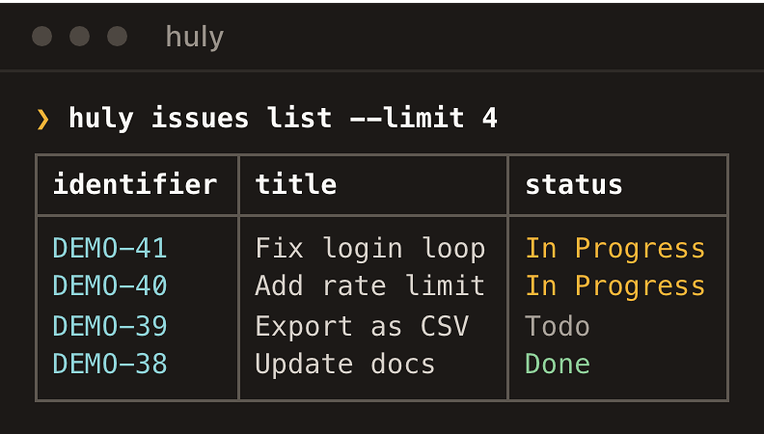 huly
❯ huly issues list --limit 4
identifier title status
DEMO-41 Fix login loop In Progress
DEMO-40 Add rate limit In Progress
DEMO-39 Export as CSV Todo
DEMO-38 Update docs Done